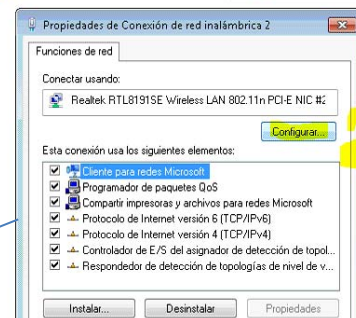 Propiedades de Conexión de red inalámbrica 2
Funciones de red
Conectar usando:
Realtek RTL8191SE Wireless LAN 802.11n PCI-E NIC #2
Configurar...
Esta conexión usa los siguientes elementos:
Cliente para redes Microsoft
Programador de paquetes QoS
Compartir impresoras y archivos para redes Microsoft
Protocolo de Internet versión 6 (TCP/IPv6)
Protocolo de Internet versión 4 (TCP/IPv4)
Controlador de E/S del asignador de detección de topol...
Respondedor de detección de topologías de nivel de v...
Instalar... Desinstalar Propiedades